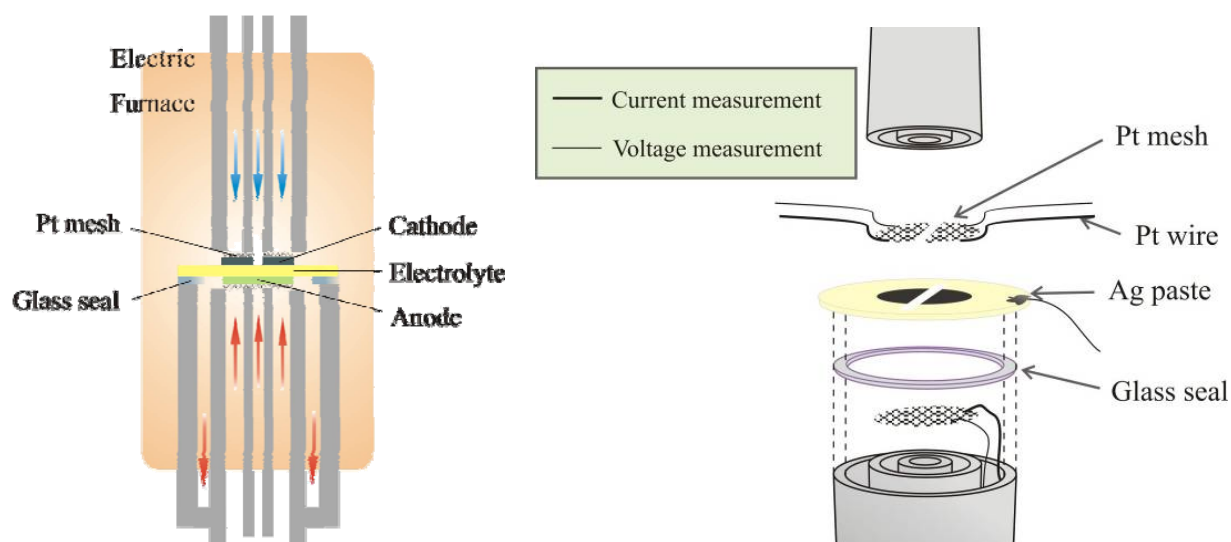 Electric
Furnace
Pt mesh
Glass seal
Cathode
Electrolyte
Anode
Current measurement
Voltage measurement
Pt mesh
Pt wire
Ag paste
Glass seal